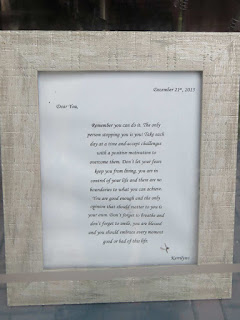 December 11th, 2015
Dear You,
Remember you can do it. The only
person stopping you is you! Take each
day at a time and accept challenges
with a positive motivation to
overcome them. Don't let your fears
keep you from doing, you are in
control of your life and there are no
boundaries to what you can achieve.
You are good enough and the only
opinion that should matter to you is
your own. Don't forget to breathe and
don't forget to smile, you are blessed
and you should embrace every moment
good or bad of this life